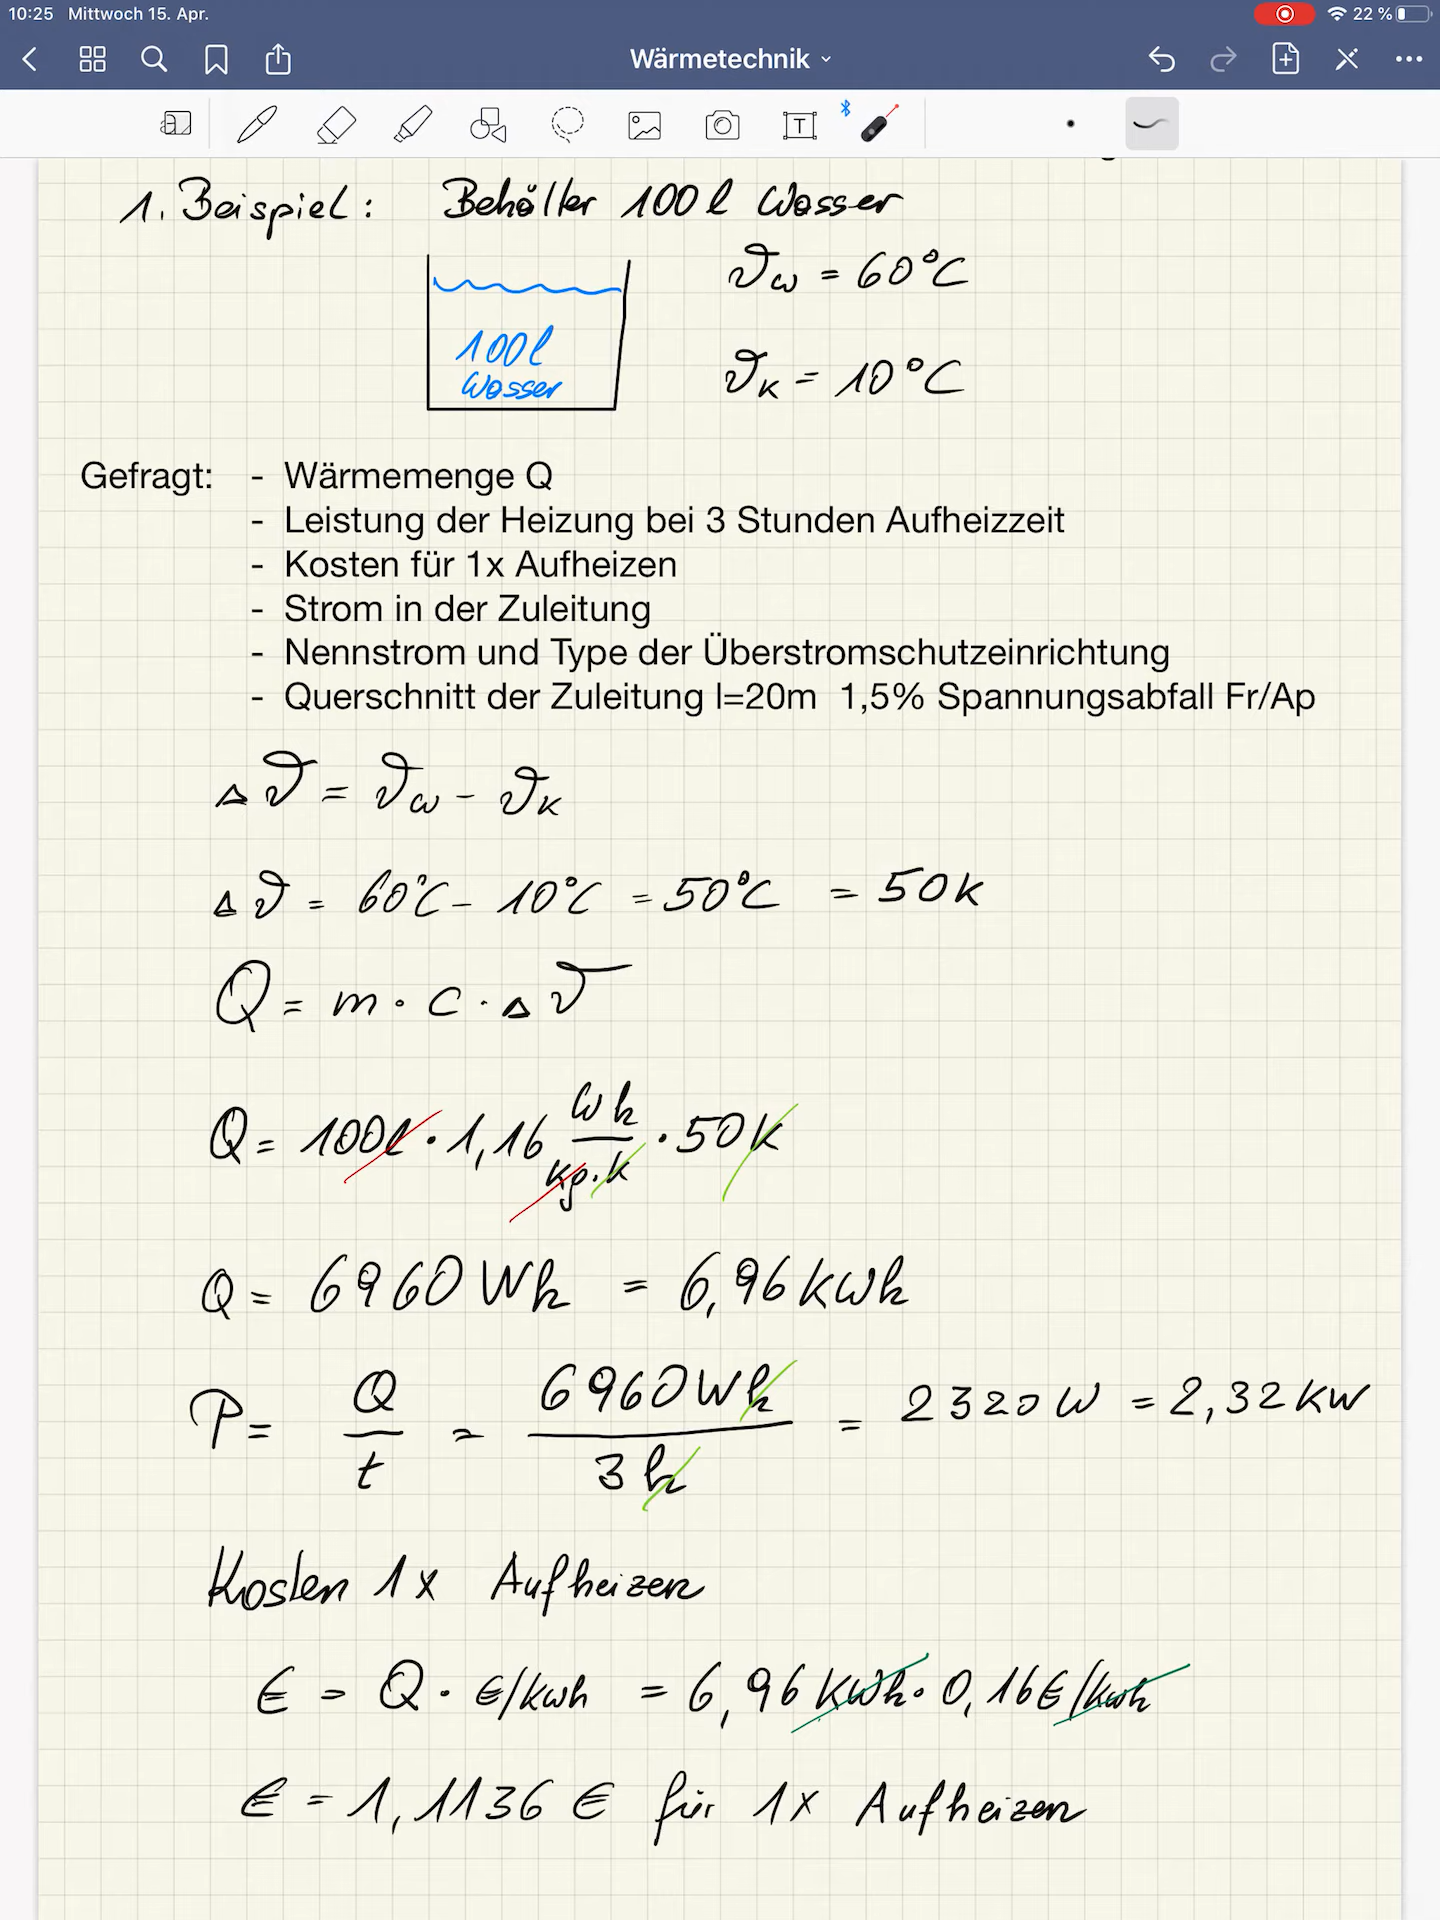 10:25 Mittwoch 15. Apr. 22 %
Wärmetechnik
T
1. Beispiel: Behälter 100 l Wasser
ϑw = 60°C
100 l
Wasser
ϑK = 10°C
Gefragt: - Wärmemenge Q
- Leistung der Heizung bei 3 Stunden Aufheizzeit
- Kosten für 1x Aufheizen
- Strom in der Zuleitung
- Nennstrom und Type der Überstromschutzeinrichtung
- Querschnitt der Zuleitung l=20m 1,5% Spannungsabfall Fr/Ap
Δϑ = ϑw - ϑK
Δϑ = 60°C - 10°C = 50°C = 50K
Q = m · c · Δϑ
Q = 100l · 1,16 Wh/kg·K · 50K
Q = 6960 Wh = 6,96 kWh
P = Q/t = 6960 Wh/3h = 2320 W = 2,32 kW
Kosten 1x Aufheizen
€ = Q · €/kWh = 6,96 kWh · 0,16€/kWh
€ = 1,1136 € für 1x Aufheizen